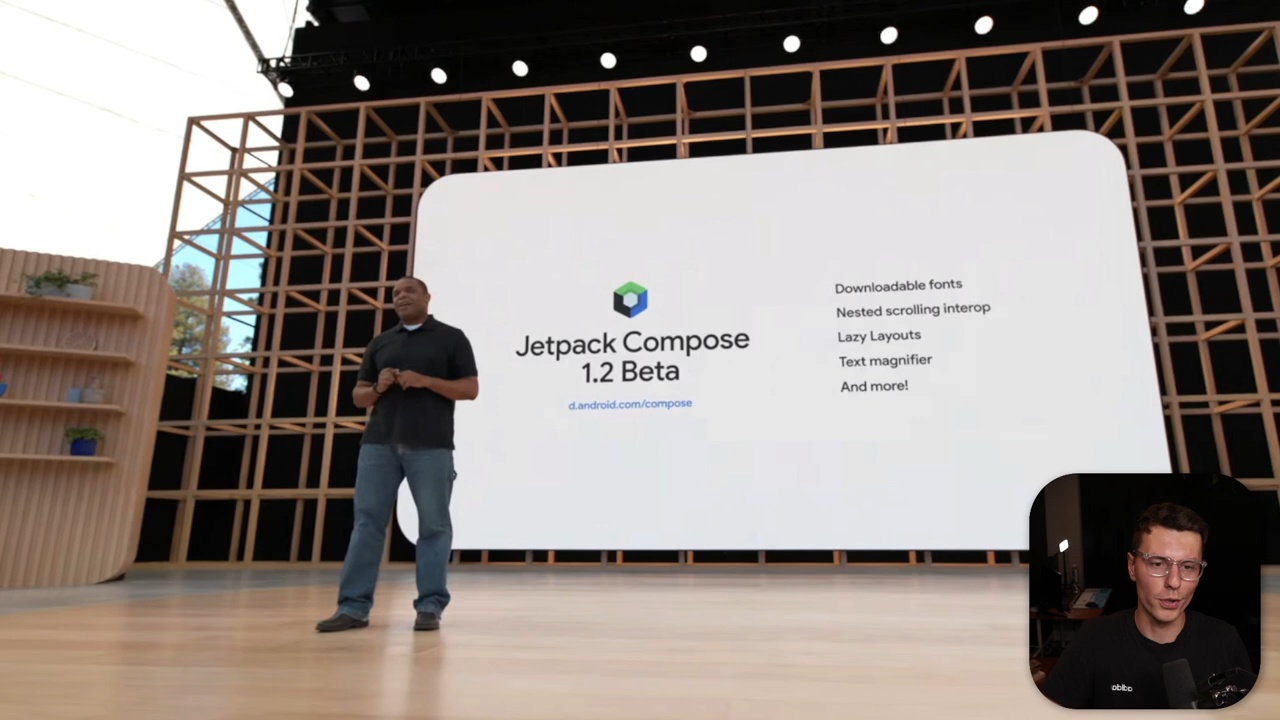 Jetpack Compose
1.2 Beta
d.android.com/compose
Downloadable fonts
Nested scrolling interop
Lazy Layouts
Text magnifier
And more!